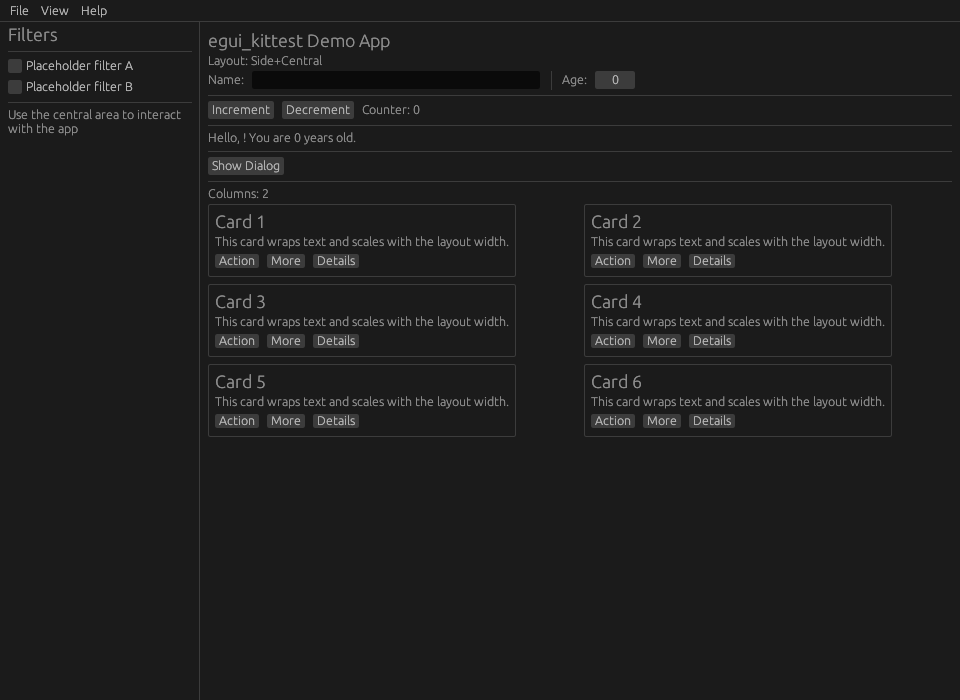 File View Help
Filters
Placeholder filter A
Placeholder filter B
Use the central area to interact
with the app
egui_kittest Demo App
Layout: Side+Central
Name: Age: 0
Increment Decrement Counter: 0
Hello, ! You are 0 years old.
Show Dialog
Columns: 2
Card 1
This card wraps text and scales with the layout width.
Action More Details
Card 2
This card wraps text and scales with the layout width.
Action More Details
Card 3
This card wraps text and scales with the layout width.
Action More Details
Card 4
This card wraps text and scales with the layout width.
Action More Details
Card 5
This card wraps text and scales with the layout width.
Action More Details
Card 6
This card wraps text and scales with the layout width.
Action More Details